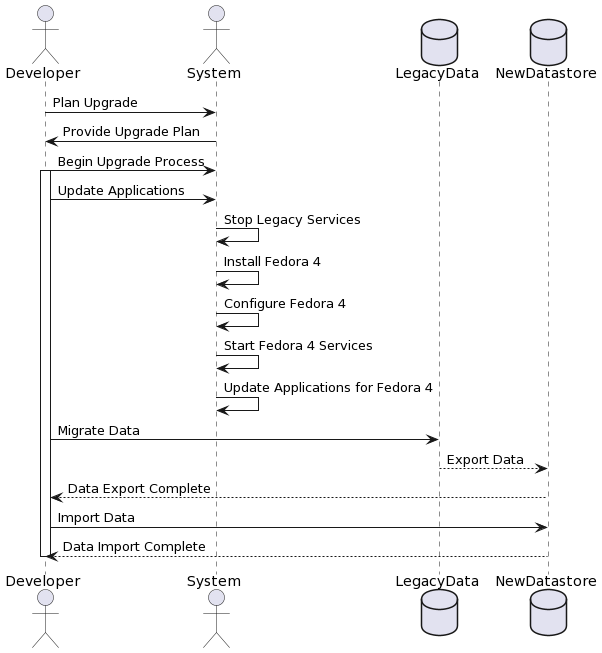 Developer System LegacyData NewDatastore
Plan Upgrade
Provide Upgrade Plan
Begin Upgrade Process
Update Applications
Stop Legacy Services
Install Fedora 4
Configure Fedora 4
Start Fedora 4 Services
Update Applications for Fedora 4
Migrate Data
Export Data
Data Export Complete
Import Data
Data Import Complete
Developer System LegacyData NewDatastore